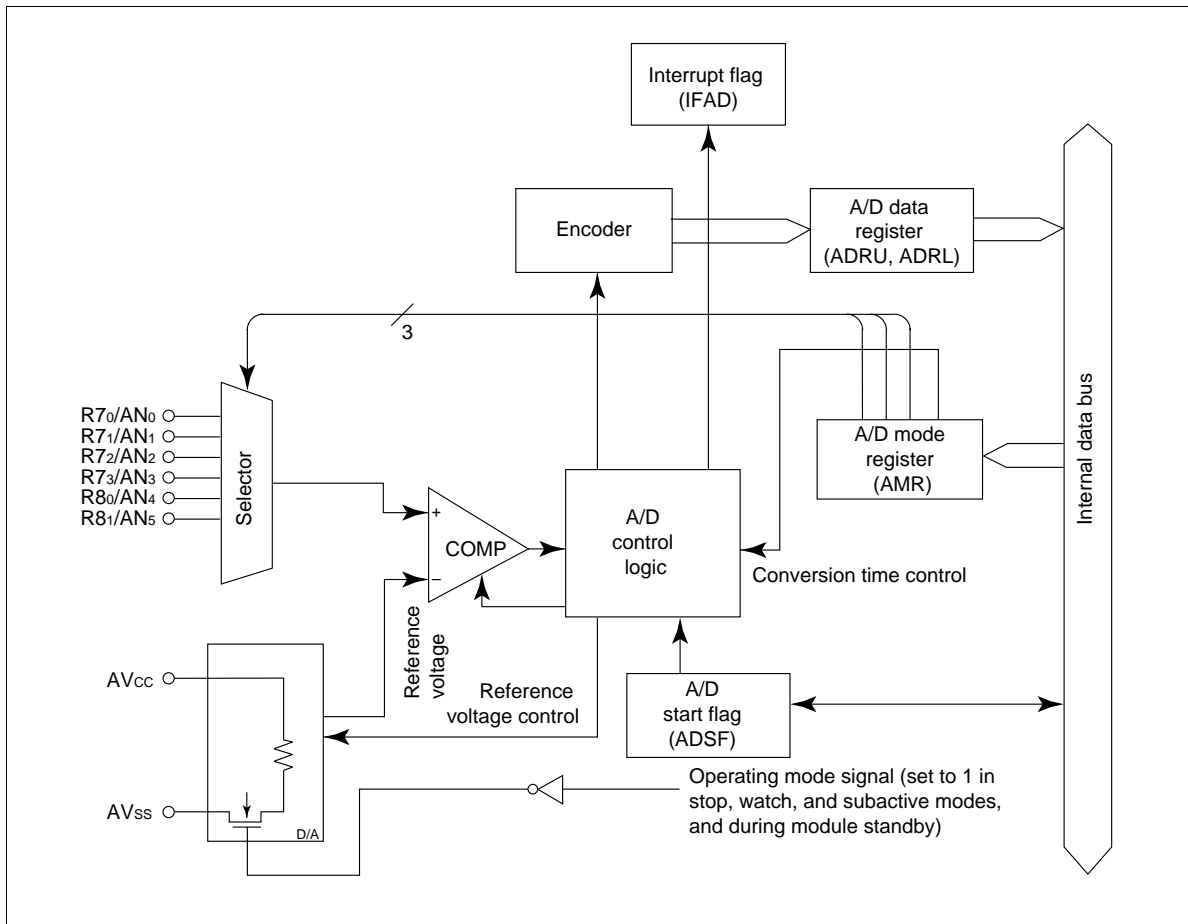 Interrupt flag
(IFAD)
Encoder
A/D data
register
(ADRU, ADRL)
3
R70/AN0
R71/AN1
R72/AN2
R73/AN3
R80/AN4
R81/AN5
Selector
A/D mode
register
(AMR)
Internal data bus
+
COMP
−
A/D
control
logic
Conversion time control
Reference
voltage
Reference
voltage control
A/D
start flag
(ADSF)
AVCC
AVSS
D/A
Operating mode signal (set to 1 in
stop, watch, and subactive modes,
and during module standby)